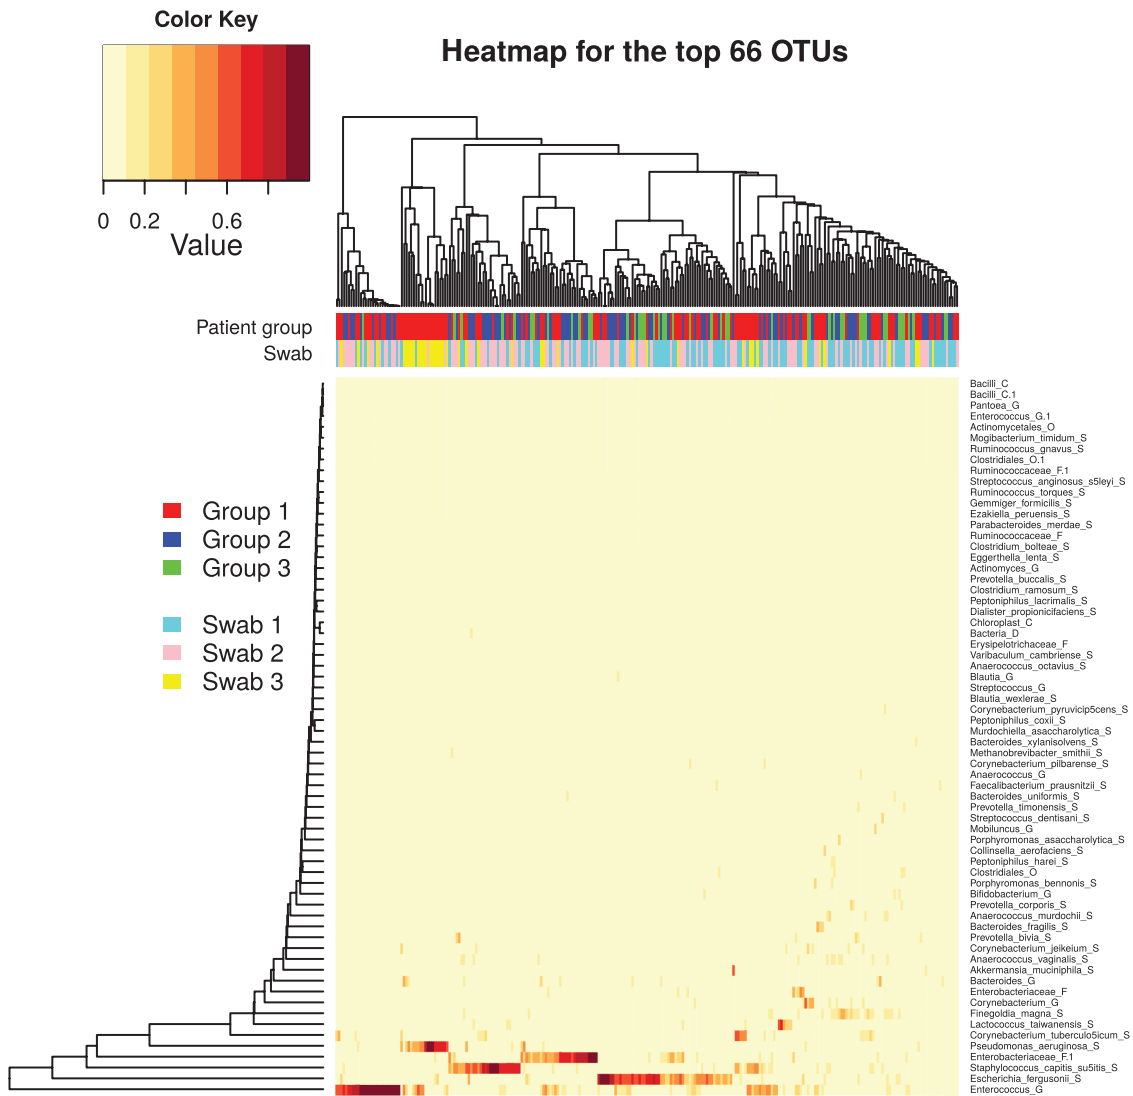 Color Key
Heatmap for the top 66 OTUs
0 0.2 0.6
Value
Patient group
Swab
Group 1
Group 2
Group 3
Swab 1
Swab 2
Swab 3
Bacilli_C
Bacilli_C.1
Pantoea_G
Enterococcus_G.1
Actinomycetales_O
Mogibacterium_timidum_S
Ruminococcus_gnavus_S
Clostridiales_O.1
Ruminococcaceae_F.1
Streptococcus_anginosus_s5leyi_S
Ruminococcus_torques_S
Gemmiger_formicilis_S
Ezakiella_peruensis_S
Parabacteroides_merdae_S
Ruminococcaceae_F
Clostridium_bolteae_S
Eggerthella_lenta_S
Actinomyces_G
Prevotella_buccalis_S
Clostridium_ramosum_S
Peptoniphilus_lacrimalis_S
Dialister_propionicifaciens_S
Chloroplast_C
Bacteria_D
Erysipelotrichaceae_F
Varibaculum_cambriense_S
Anaerococcus_octavius_S
Blautia_G
Streptococcus_G
Blautia_wexlerae_S
Corynebacterium_pyruvicip5cens_S
Peptoniphilus_coxii_S
Murdochiella_asaccharolytica_S
Bacteroides_xylanisolvens_S
Methanobrevibacter_smithii_S
Corynebacterium_pilbarense_S
Anaerococcus_G
Faecalibacterium_prausnitzii_S
Bacteroides_uniformis_S
Prevotella_timonensis_S
Streptococcus_dentisani_S
Mobiluncus_G
Porphyromonas_asaccharolytica_S
Collinsella_aerofaciens_S
Peptoniphilus_harei_S
Clostridiales_O
Porphyromonas_bennonis_S
Bifidobacterium_G
Prevotella_corporis_S
Anaerococcus_murdochii_S
Bacteroides_fragilis_S
Prevotella_bivia_S
Corynebacterium_jeikeium_S
Anaerococcus_vaginalis_S
Akkermansia_muciniphila_S
Bacteroides_G
Enterobacteriaceae_F
Corynebacterium_G
Finegoldia_magna_S
Lactococcus_taiwanensis_S
Corynebacterium_tuberculo5icum_S
Pseudomonas_aeruginosa_S
Enterobacteriaceae_F.1
Staphylococcus_capitis_su5itis_S
Escherichia_fergusonii_S
Enterococcus_G